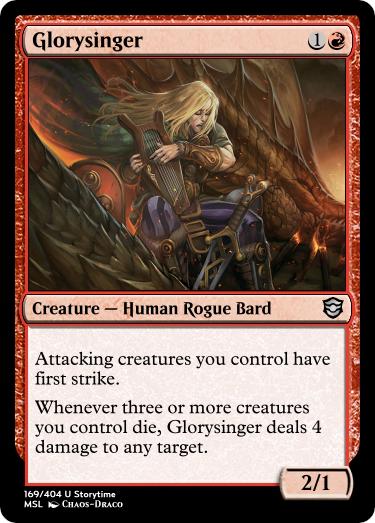 Glorysinger
1
Creature — Human Rogue Bard
Attacking creatures you control have
first strike.
Whenever three or more creatures
you control die, Glorysinger deals 4
damage to any target.
2/1
169/404 U Storytime
MSL Chaos-Draco